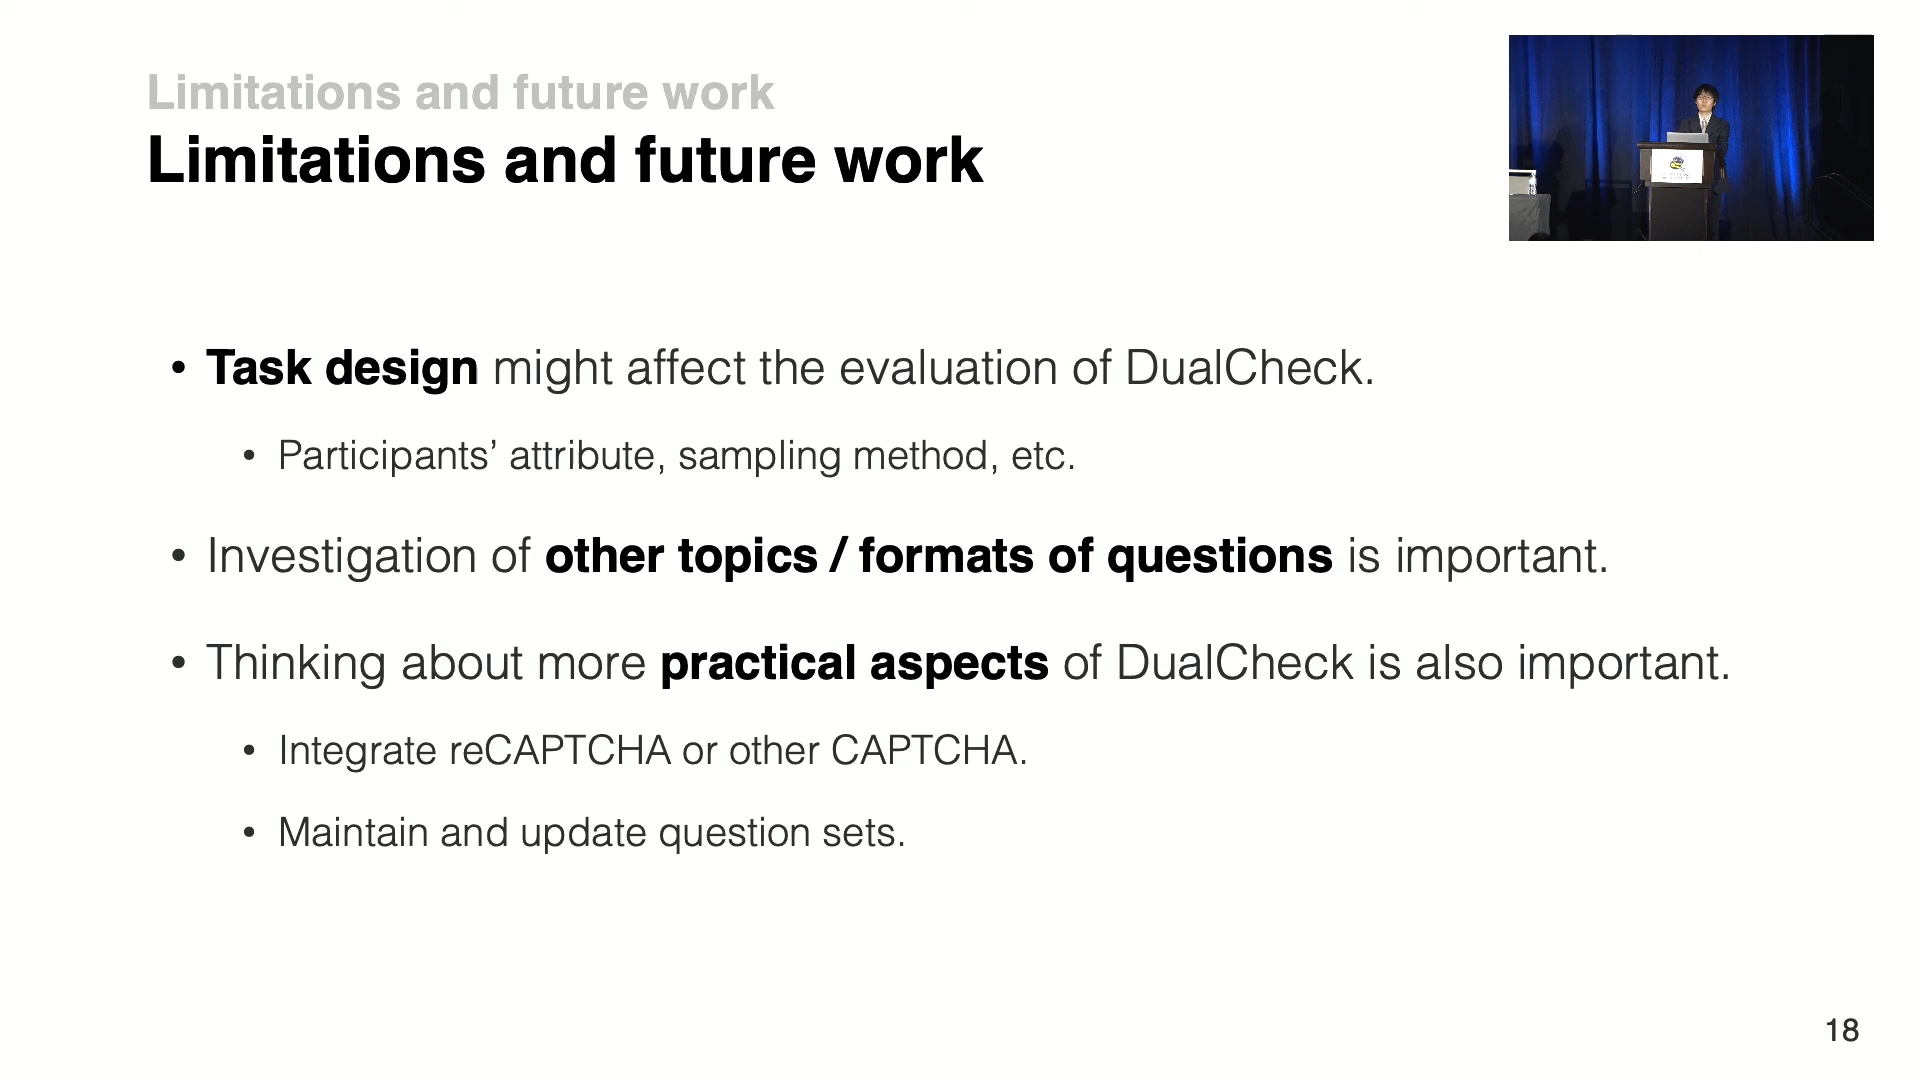 Limitations and future work
Limitations and future work
• Task design might affect the evaluation of DualCheck.
• Participants’ attribute, sampling method, etc.
• Investigation of other topics / formats of questions is important.
• Thinking about more practical aspects of DualCheck is also important.
• Integrate reCAPTCHA or other CAPTCHA.
• Maintain and update question sets.
18